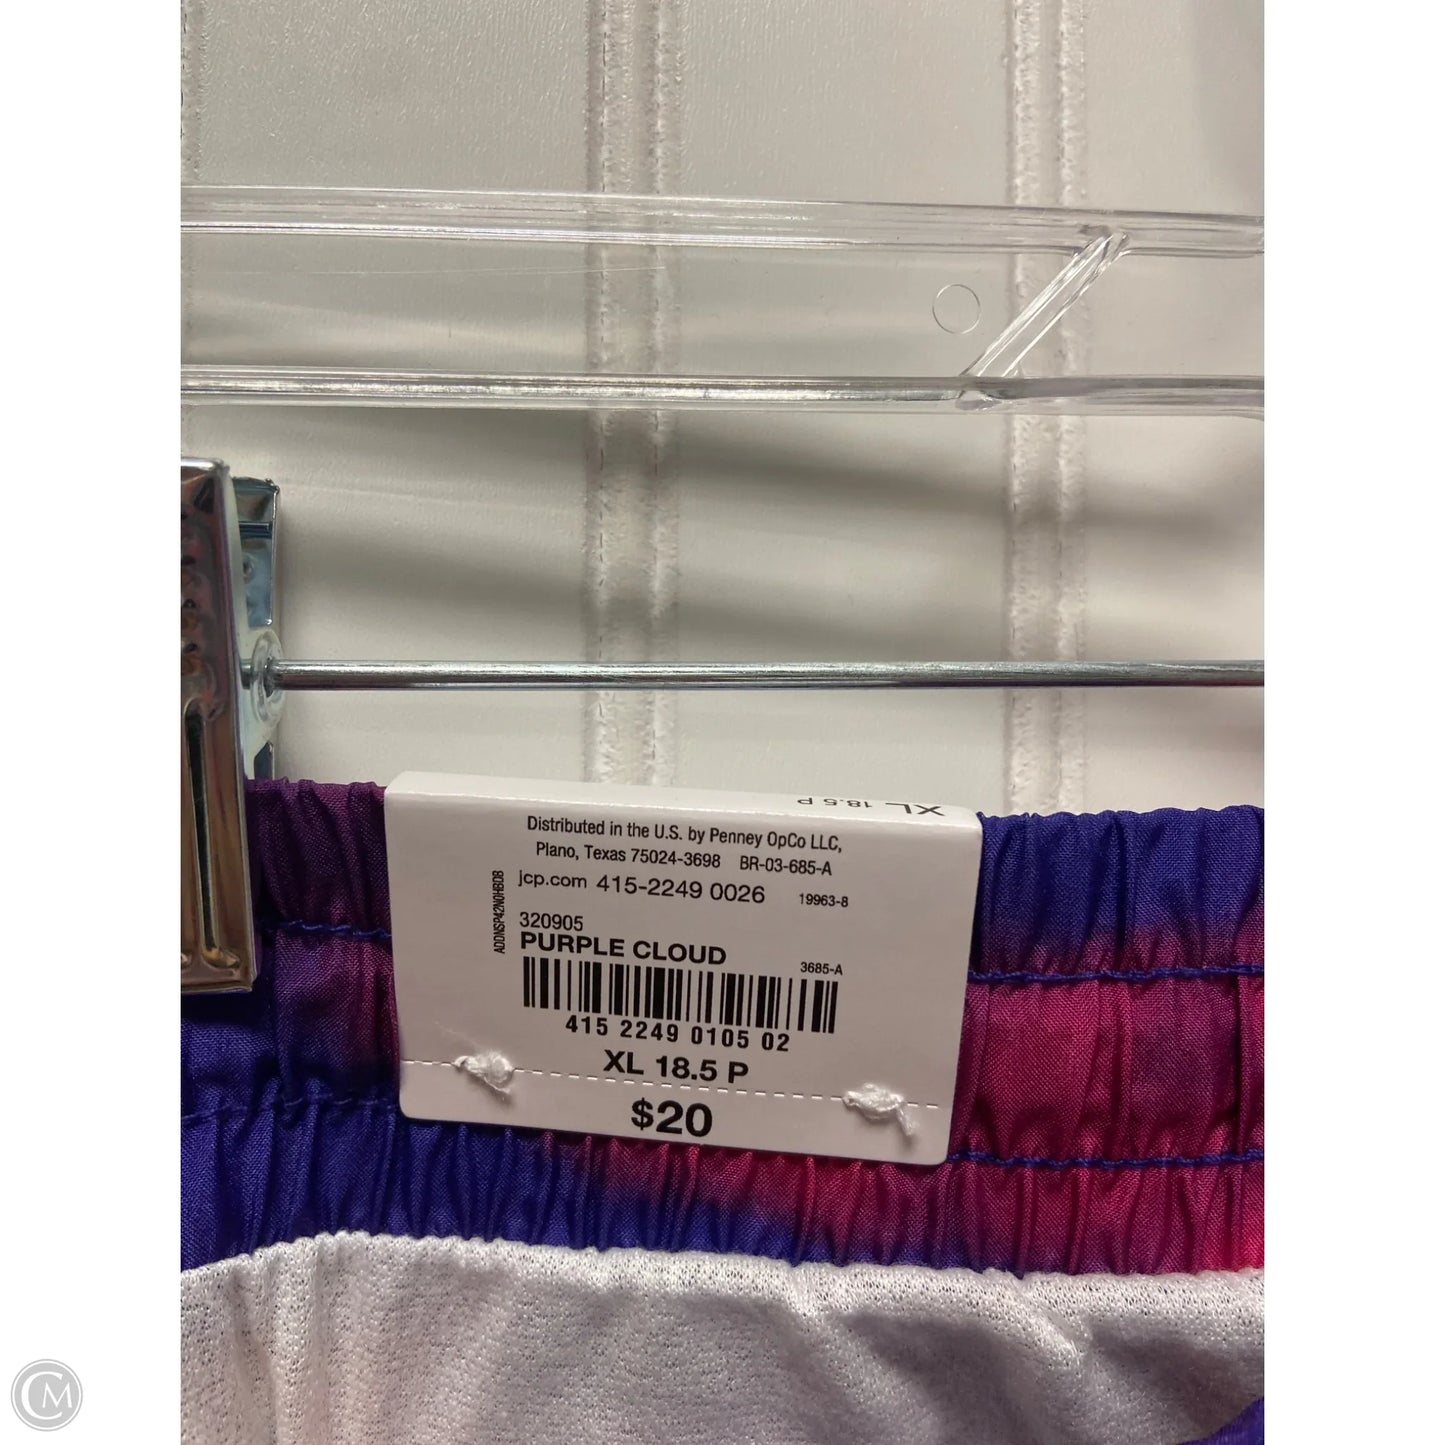 XL 18.5 P
Distributed in the U.S. by Penney OpCo LLC,
Plano, Texas 75024-3698 BR-03-685-A
jcp.com 415-2249 0026 19963-8
320905
PURPLE CLOUD 3685-A
415 2249 0105 02
XL 18.5 P
$20
CM